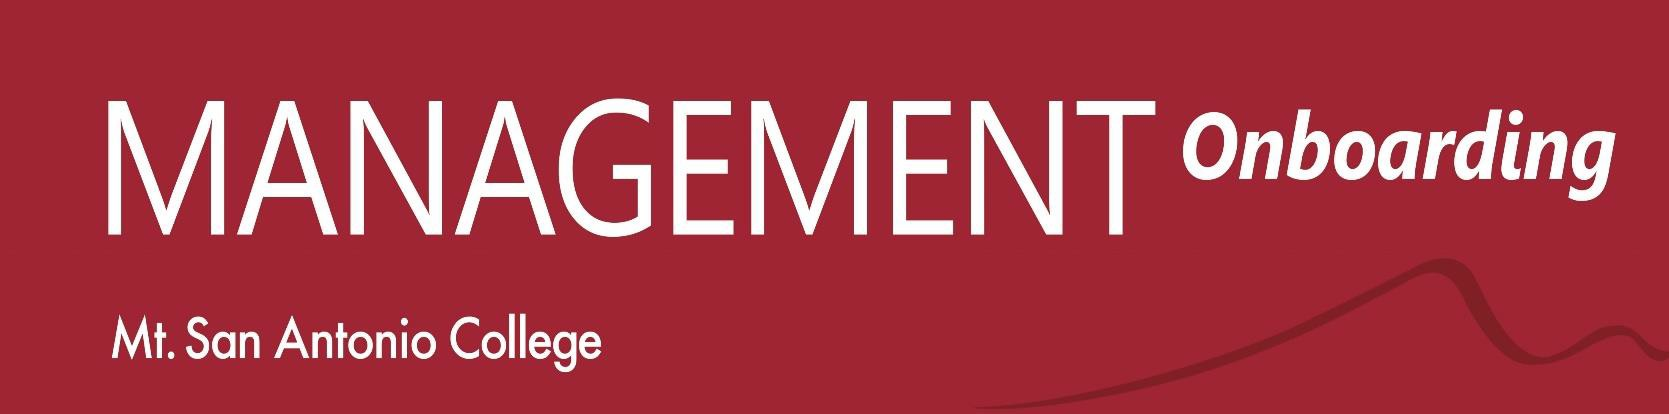 MANAGEMENT Onboarding
Mt. San Antonio College